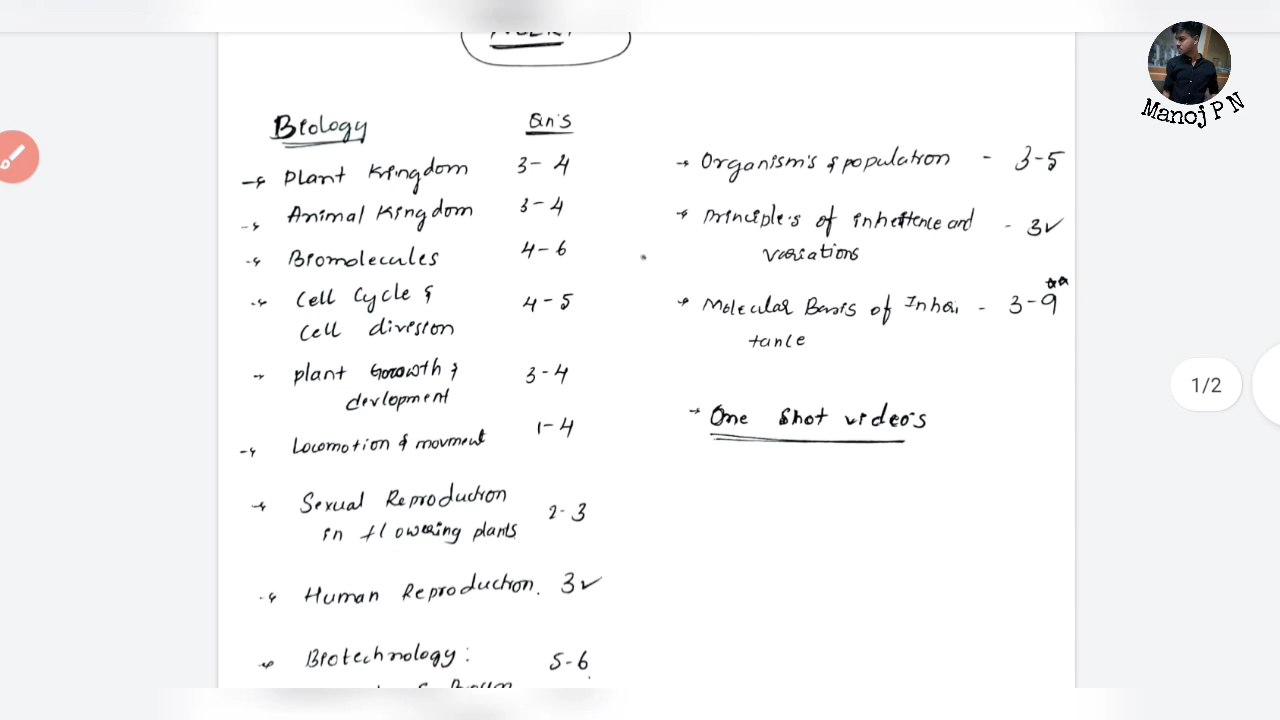 Biology Qn's
→ Plant Kingdom 3-4
→ Animal Kingdom 3-4
→ Biomolecules 4-6
→ Cell Cycle &
Cell division 4-5
→ plant Growth &
devlopment 3-4
→ Locomotion & movment 1-4
→ Sexual Reproduction
in flowering plants 2-3
→ Human Reproduction. 3✓
→ Biotechnology: 5-6
→ Organism's & population - 3-5
→ Principle's of inheritence and - 3✓
variations
→ Molecular Basis of Inhei - 3-9 **
tance
→ One Shot video's
Manoj P N
1/2